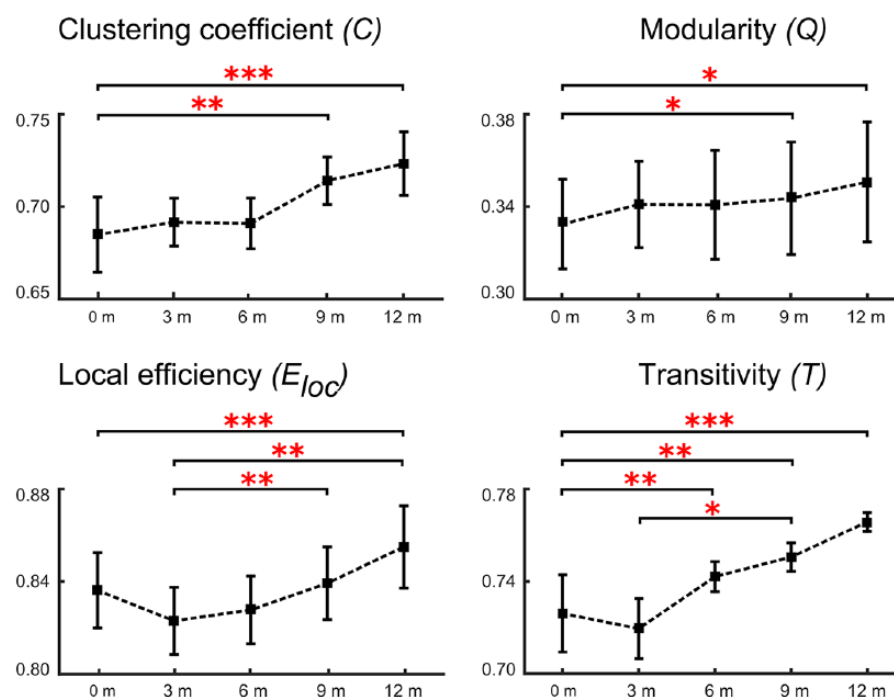 Clustering coefficient (C)
***
**
0.75
0.70
0.65
0 m 3 m 6 m 9 m 12 m
Modularity (Q)
*
*
0.38
0.34
0.30
0 m 3 m 6 m 9 m 12 m
Local efficiency (Eloc)
***
**
**
0.88
0.84
0.80
0 m 3 m 6 m 9 m 12 m
Transitivity (T)
***
**
**
*
0.78
0.74
0.70
0 m 3 m 6 m 9 m 12 m